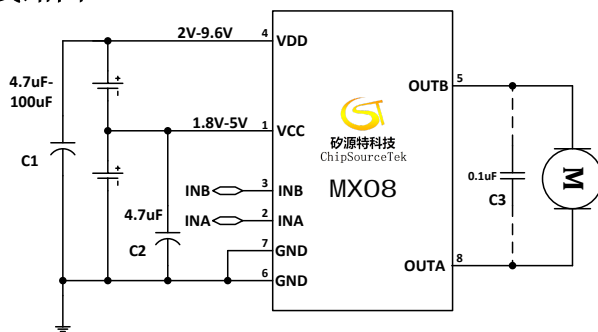 2V-9.6V
4
VDD
4.7uF-
100uF
C1
1.8V-5V
1
VCC
INB
3
INB
INA
2
INA
4.7uF
C2
7
GND
6
GND
矽源特科技
ChipSourceTek
MX08
OUTB
5
OUTA
8
0.1uF
C3
M